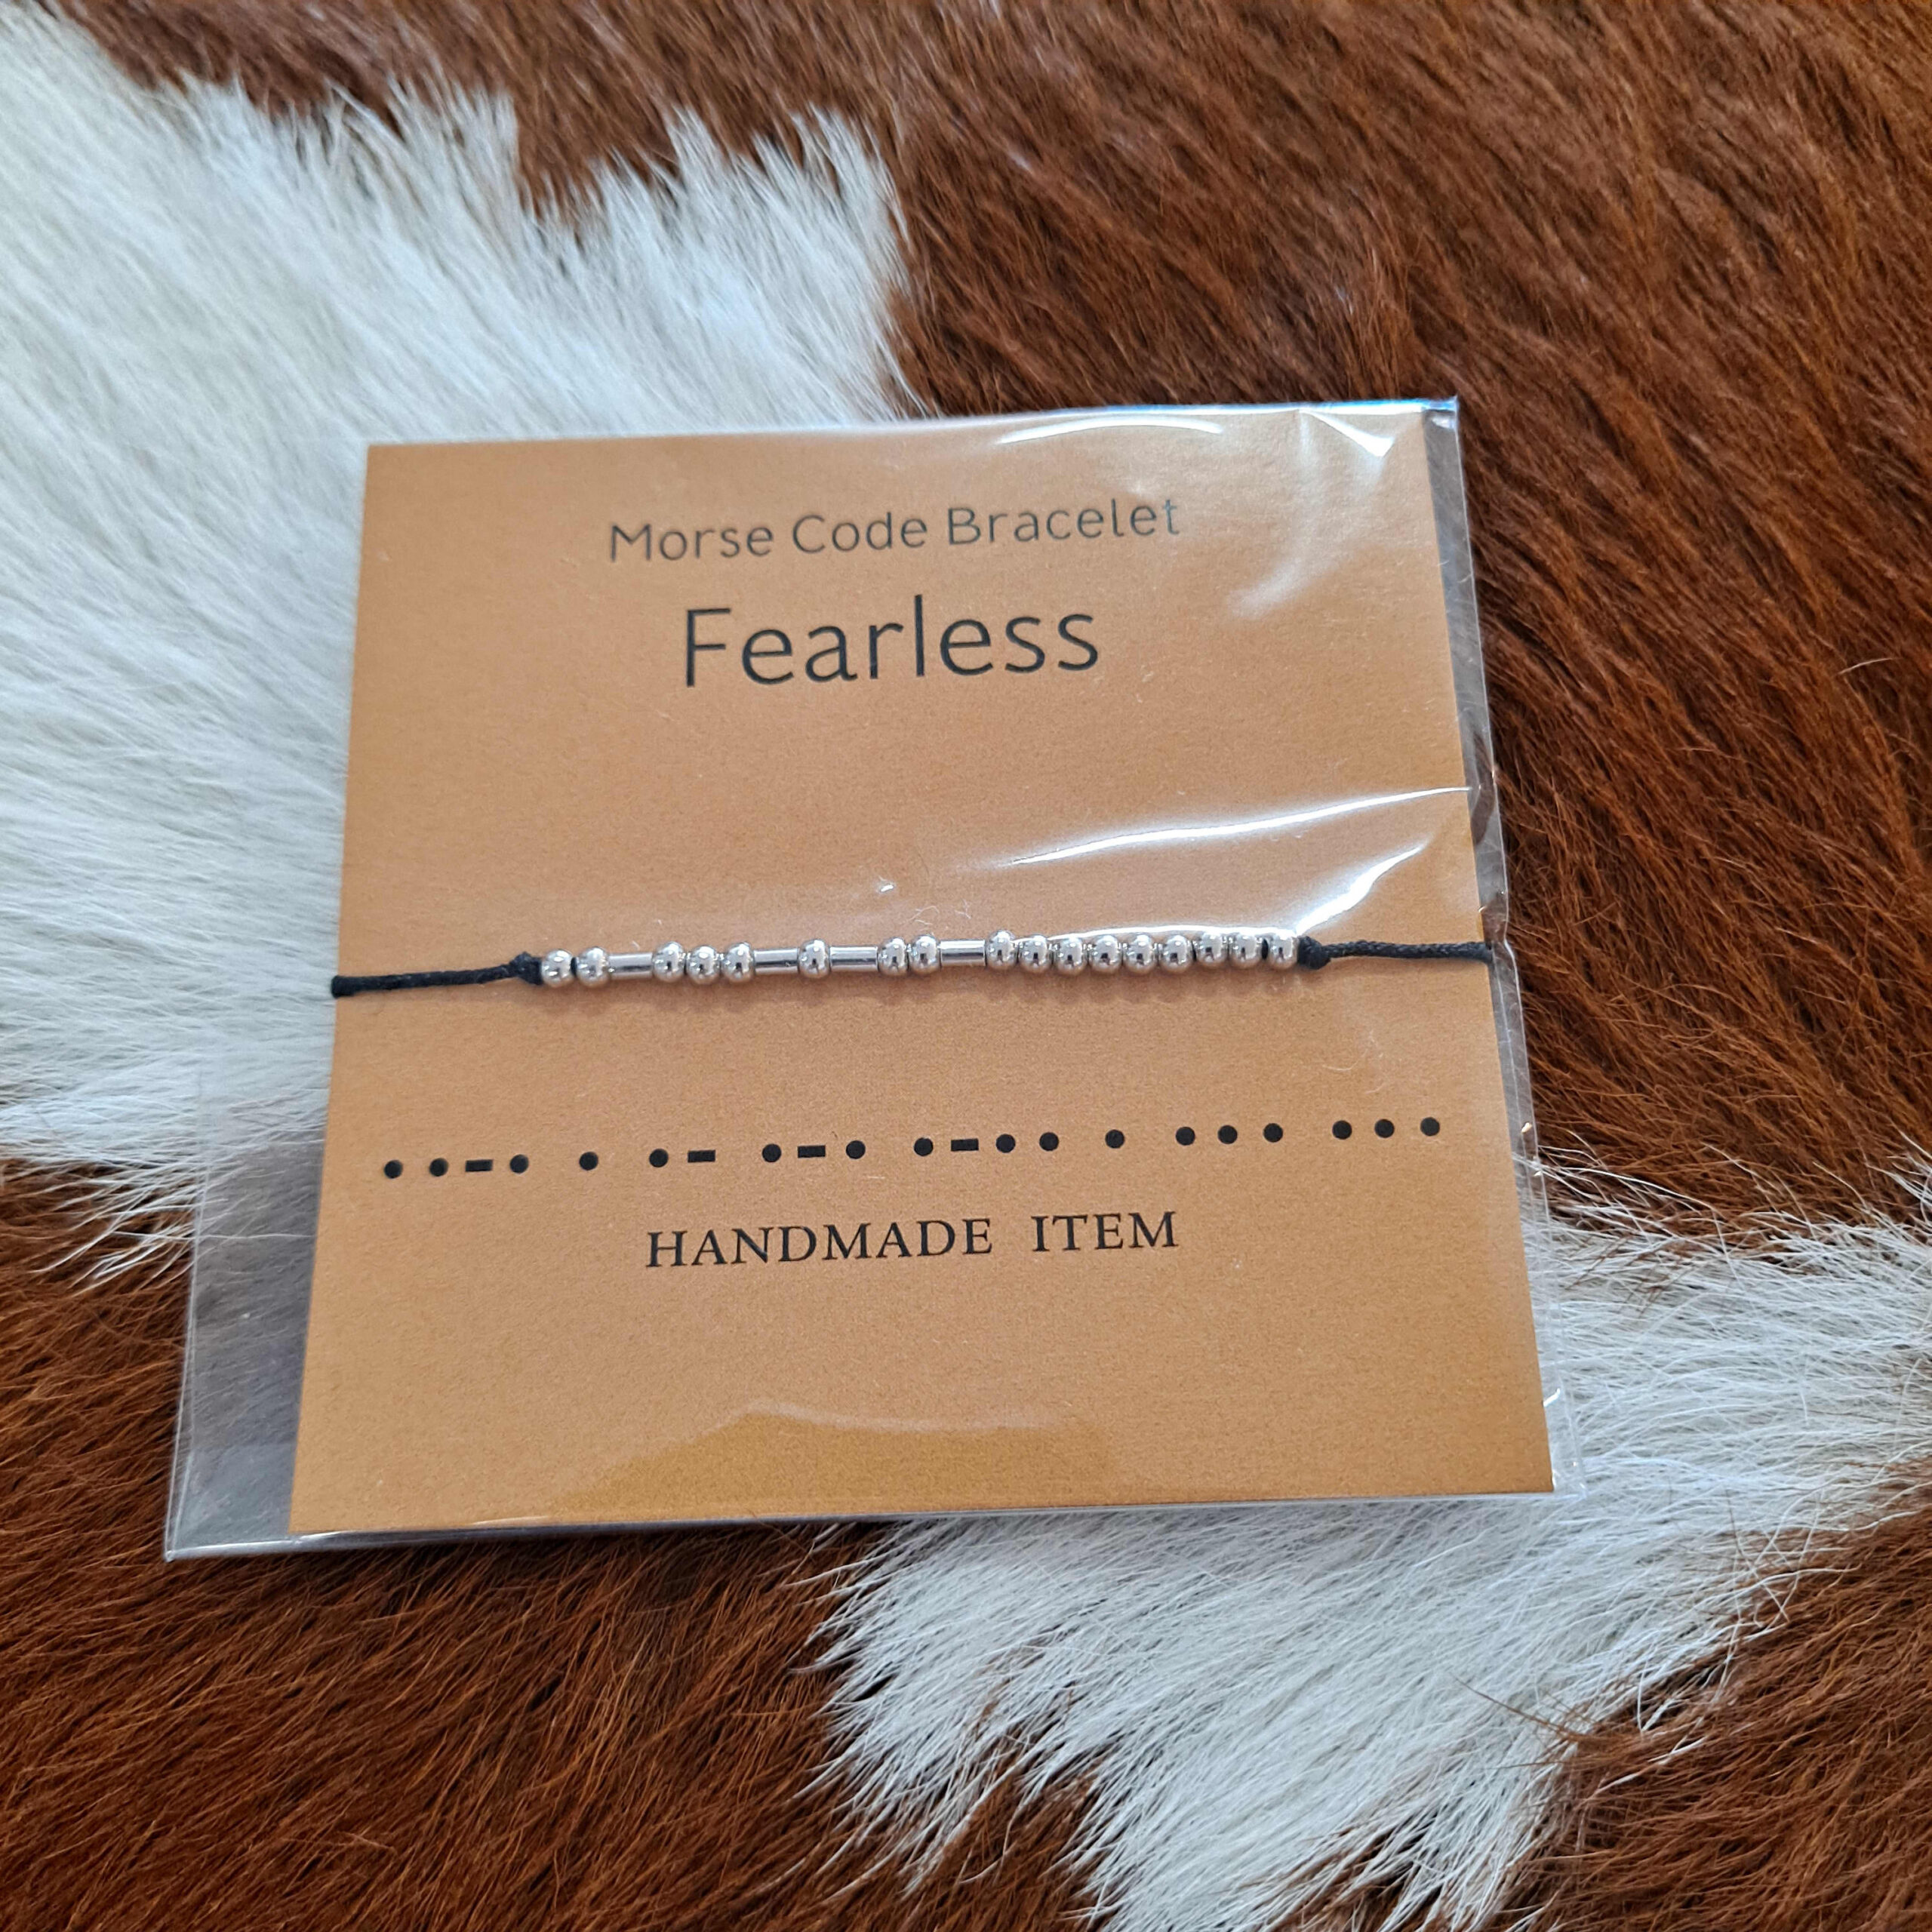 Morse Code Bracelet
Fearless
••-• • •- •-• •-•• • ••• •••
HANDMADE ITEM